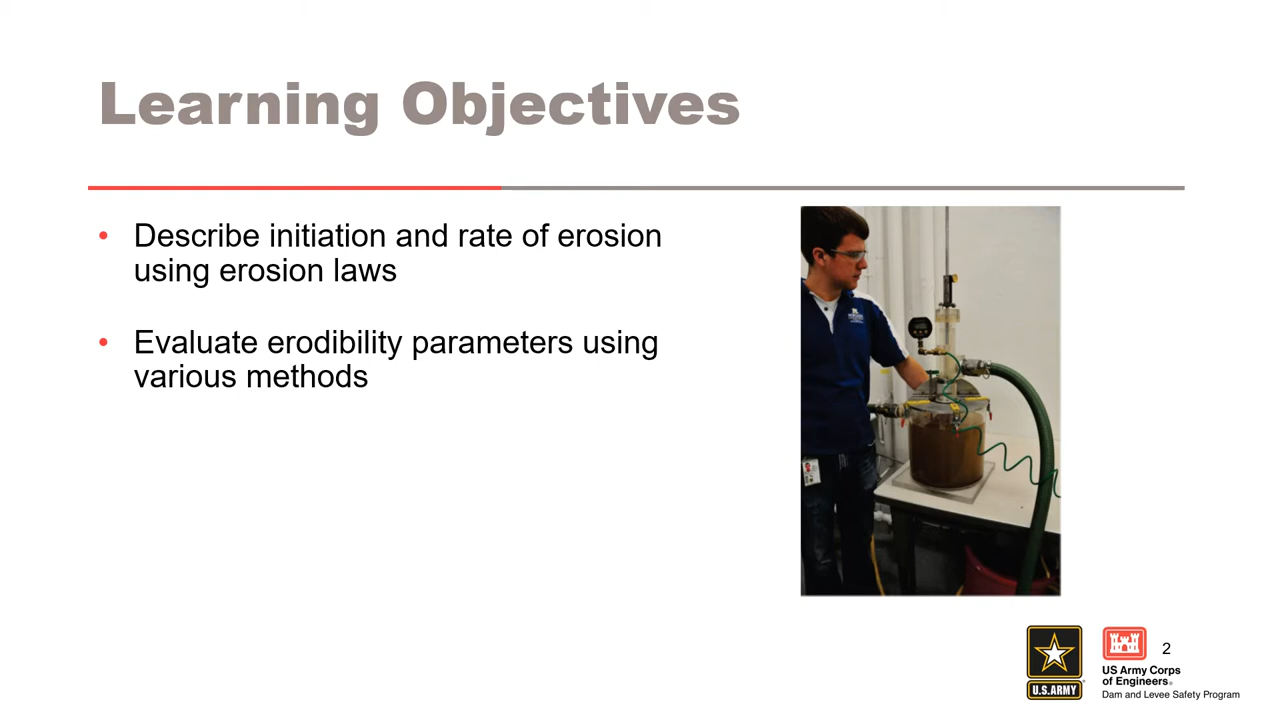 Learning Objectives
• Describe initiation and rate of erosion
using erosion laws
• Evaluate erodibility parameters using
various methods
U.S.ARMY
US Army Corps
of Engineers®
Dam and Levee Safety Program
2